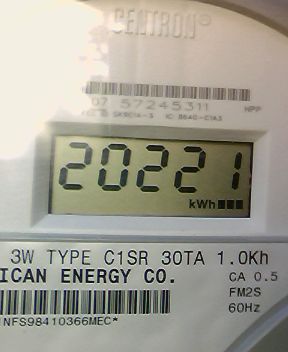 CENTRON®
07 57245311 HPP
20221
kWh
3W TYPE C1SR 30TA 1.0Kh
ICAN ENERGY CO. CA 0.5
FM2S
60Hz
NFS98410366MEC*